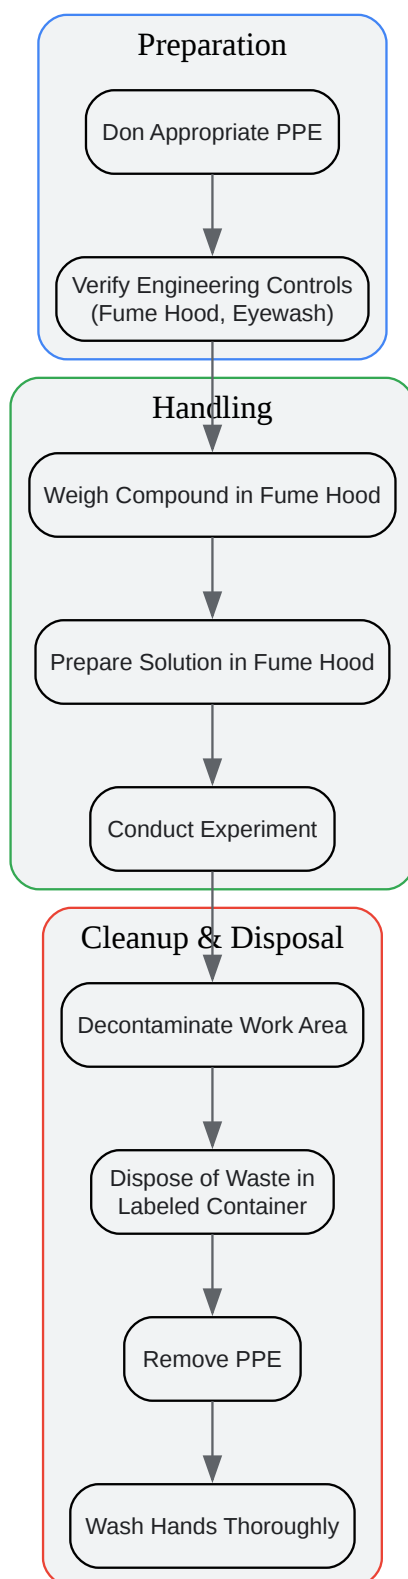 Preparation
Don Appropriate PPE
Verify Engineering Controls
(Fume Hood, Eyewash)
Handling
Weigh Compound in Fume Hood
Prepare Solution in Fume Hood
Conduct Experiment
Cleanup & Disposal
Decontaminate Work Area
Dispose of Waste in
Labeled Container
Remove PPE
Wash Hands Thoroughly